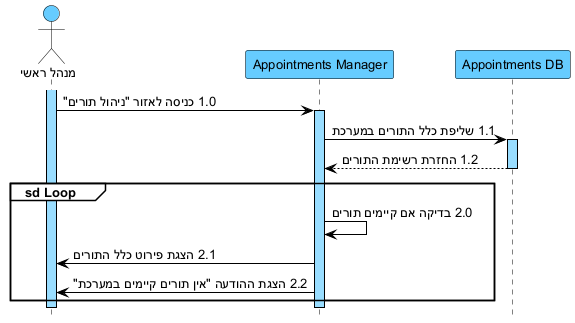 מנהל ראשי
Appointments Manager
Appointments DB
1.0 כניסה לאזור "ניהול תורים"
1.1 שליפת כלל התורים במערכת
1.2 החזרת רשימת התורים
sd Loop
2.0 בדיקה אם קיימים תורים
2.1 הצגת פירוט כלל התורים
2.2 הצגת ההודעה "אין תורים קיימים במערכת"